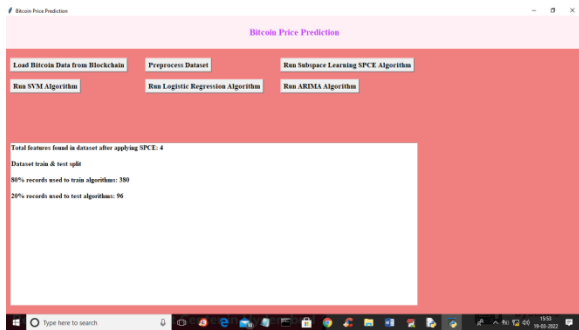 Bitcoin Price Prediction
Bitcoin Price Prediction
Load Bitcoin Data from Blockchain
Preprocess Dataset
Run Subspace Learning SPCE Algorithm
Run SVM Algorithm
Run Logistic Regression Algorithm
Run ARIMA Algorithm
Total features found in dataset after applying SPCE: 4
Dataset train & test split
80% records used to train algorithms: 380
20% records used to test algorithms: 96
Type here to search
15:53
16-03-2022